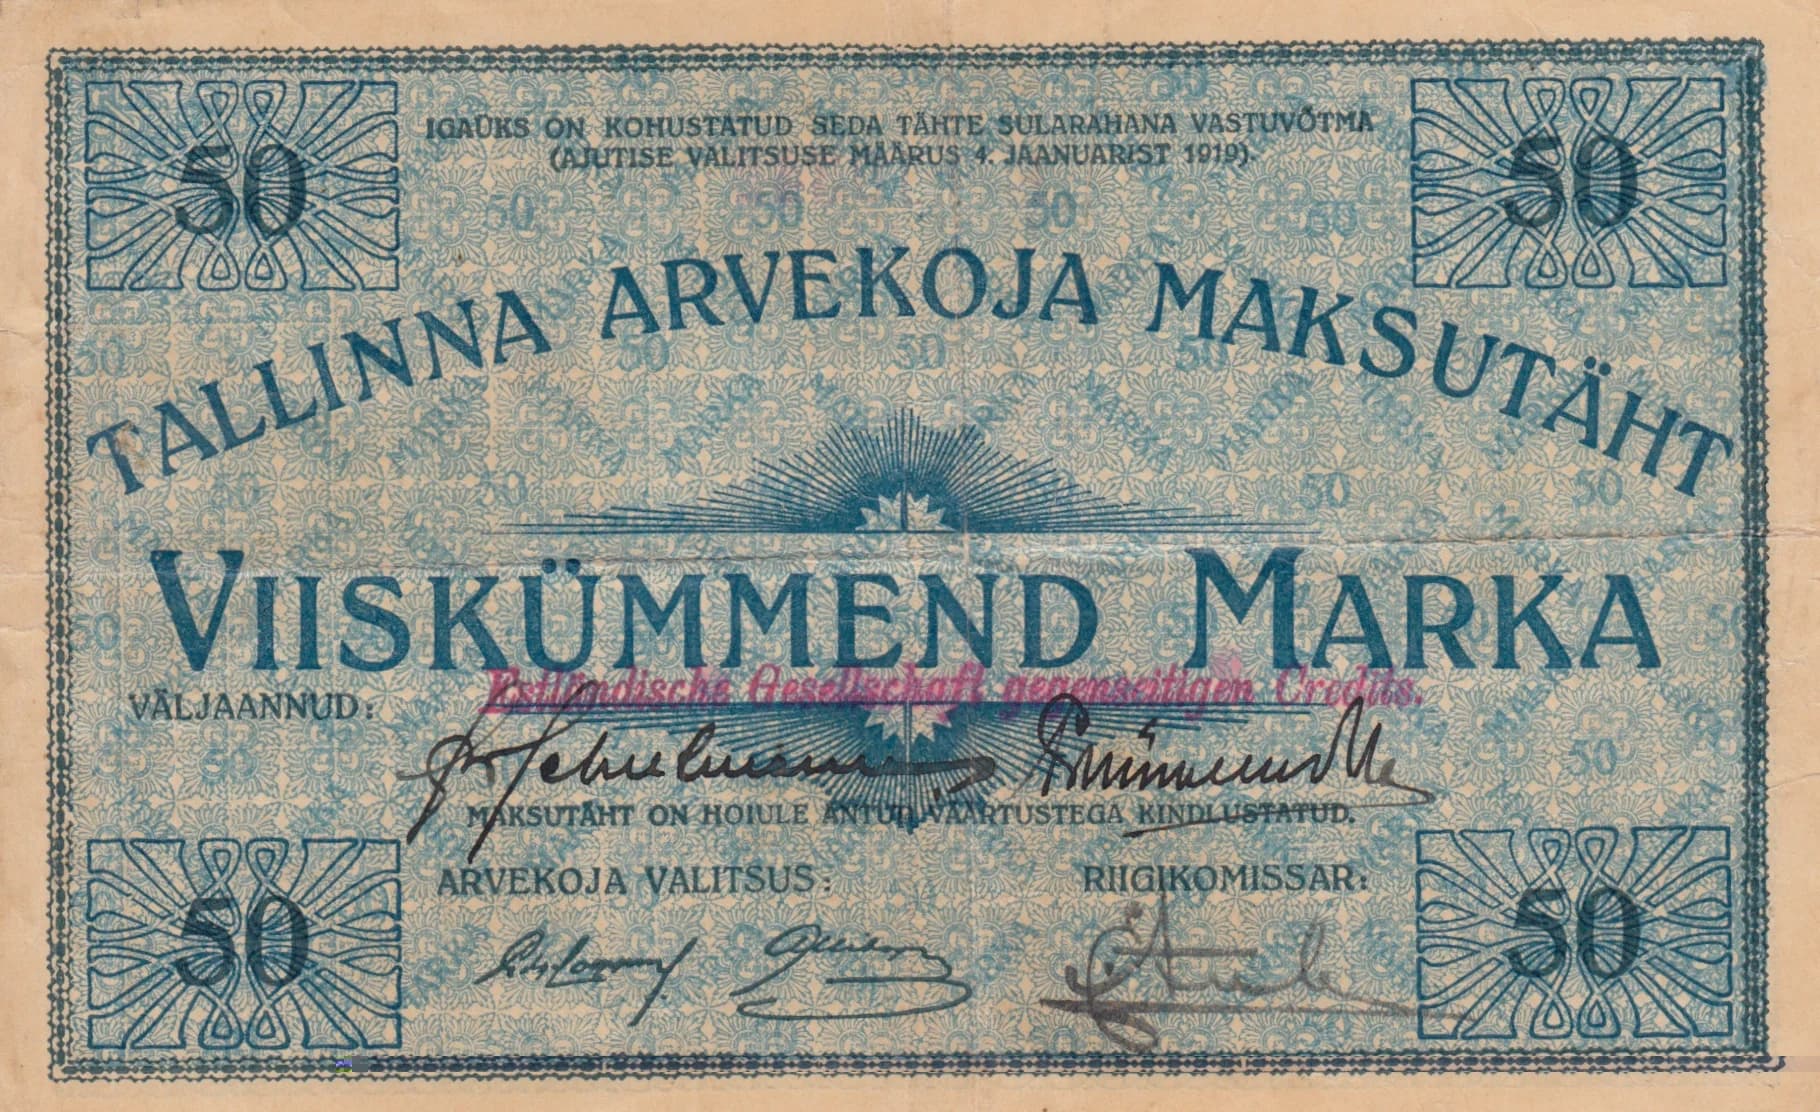 50 50
IGAÜKS ON KOHUSTATUD SEDA TÄHTE SULARAHANA VASTUVÕTMA
(AJUTISE VALITSUSE MÄÄRUS 4. JAANUARIST 1919).
TALLINNA ARVEKOJA MAKSUTÄHT
VIISKÜMMEND MARKA
Estländische Gesellschaft gegenseitigen Credits.
VÄLJAANNUD:
MAKSUTÄHT ON HOIULE ANTUD VÄÄRTUSTEGA KINDLUSTATUD.
ARVEKOJA VALITSUS: RIIGIKOMISSAR:
50 50